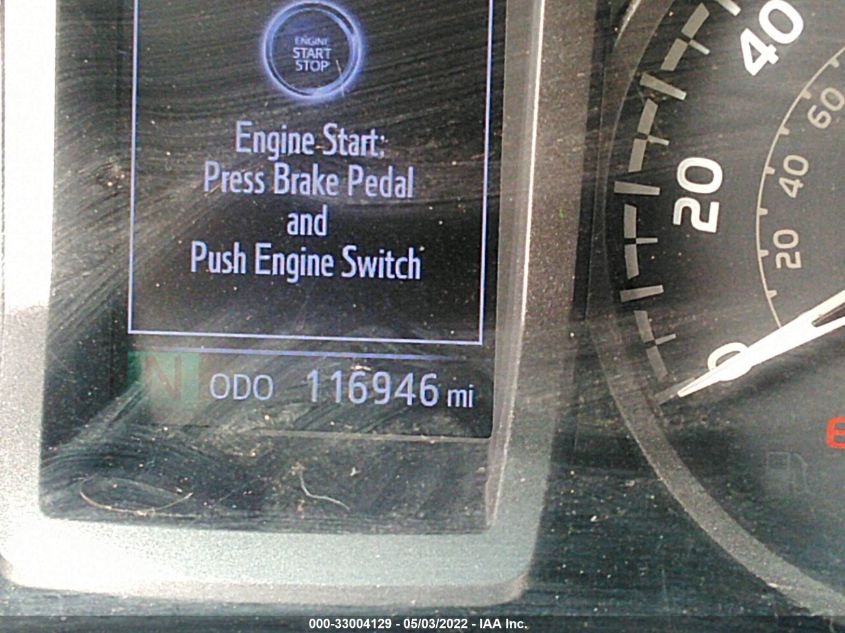 ENGINE
START
STOP
Engine Start:
Press Brake Pedal
and
Push Engine Switch
N
ODO 116946 mi
40
20
0
60
40
20
E
000-33004129 - 05/03/2022 - IAA Inc.